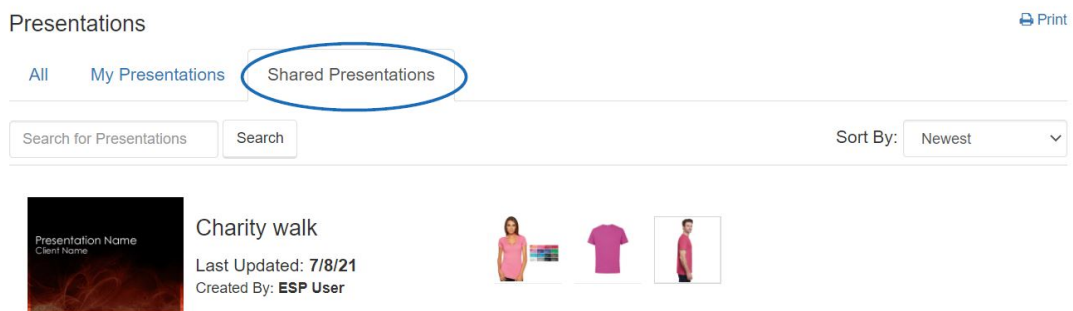 Presentations
Print
All My Presentations Shared Presentations
Search for Presentations Search Sort By: Newest
Presentation Name
Client Name
Charity walk
Last Updated: 7/8/21
Created By: ESP User